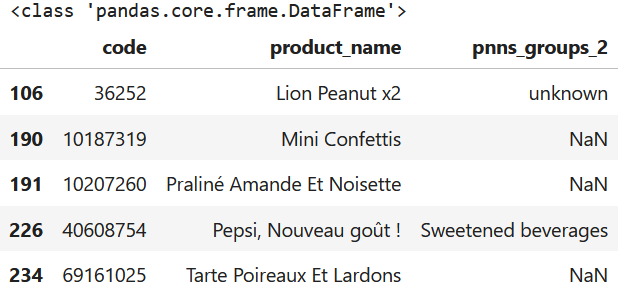 <class 'pandas.core.frame.DataFrame'>
code product_name pnns_groups_2
106 36252 Lion Peanut x2 unknown
190 10187319 Mini Confettis NaN
191 10207260 Praliné Amande Et Noisette NaN
226 40608754 Pepsi, Nouveau goût ! Sweetened beverages
234 69161025 Tarte Poireaux Et Lardons NaN